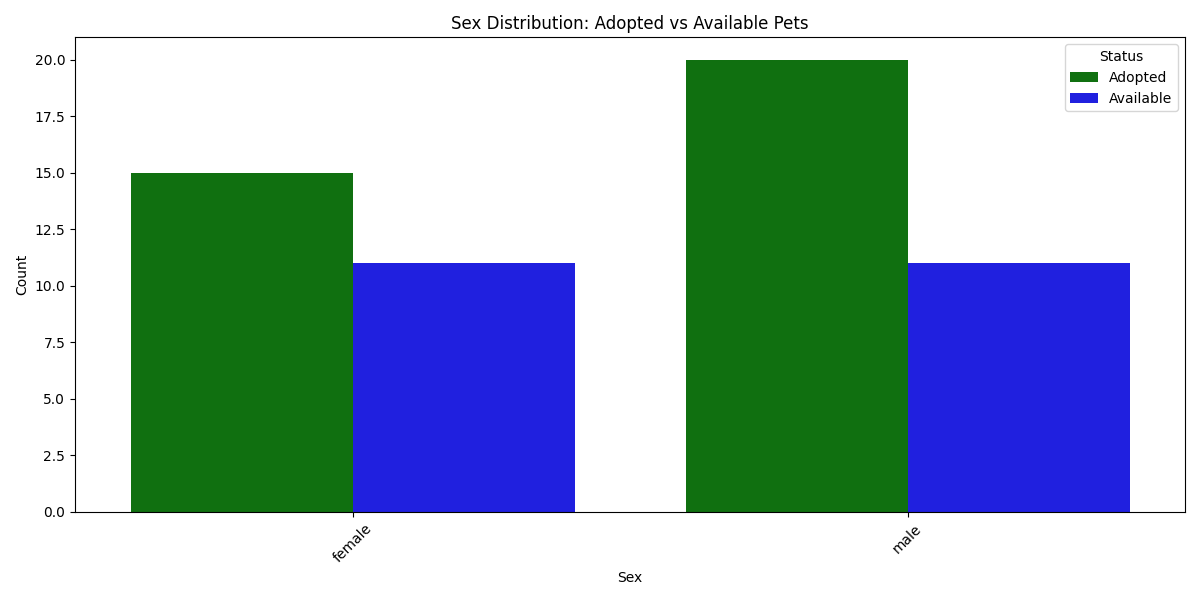 Sex Distribution: Adopted vs Available Pets
Status
Adopted
Available
20.0
17.5
15.0
12.5
10.0
7.5
5.0
2.5
0.0
Count
female
male
Sex